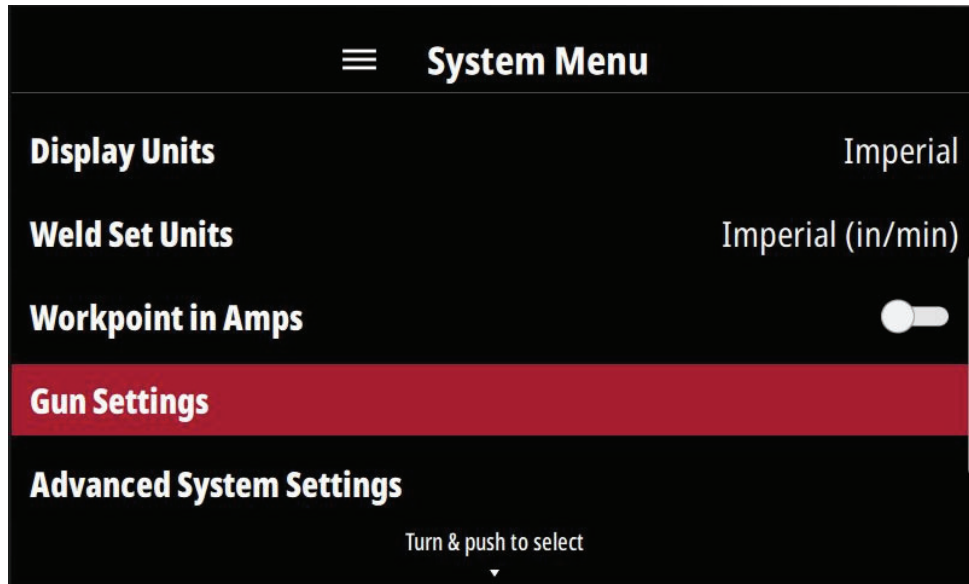 System Menu
Display Units Imperial
Weld Set Units Imperial (in/min)
Workpoint in Amps
Gun Settings
Advanced System Settings
Turn & push to select